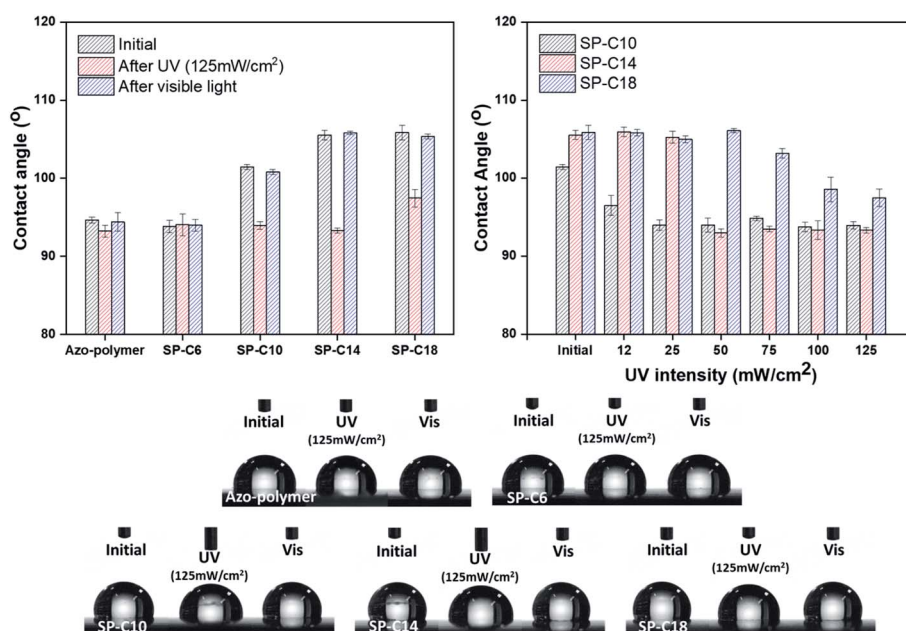 120
110
100
90
80
Contact angle (°)
Initial
After UV (125mW/cm²)
After visible light
Azo-polymer SP-C6 SP-C10 SP-C14 SP-C18
120
110
100
90
80
Contact Angle (°)
SP-C10
SP-C14
SP-C18
Initial 12 25 50 75 100 125
UV intensity (mW/cm²)
Initial UV Vis
(125mW/cm²)
Azo-polymer
Initial UV Vis
(125mW/cm²)
SP-C6
Initial UV Vis
(125mW/cm²)
SP-C10
Initial UV Vis
(125mW/cm²)
SP-C14
Initial UV Vis
(125mW/cm²)
SP-C18